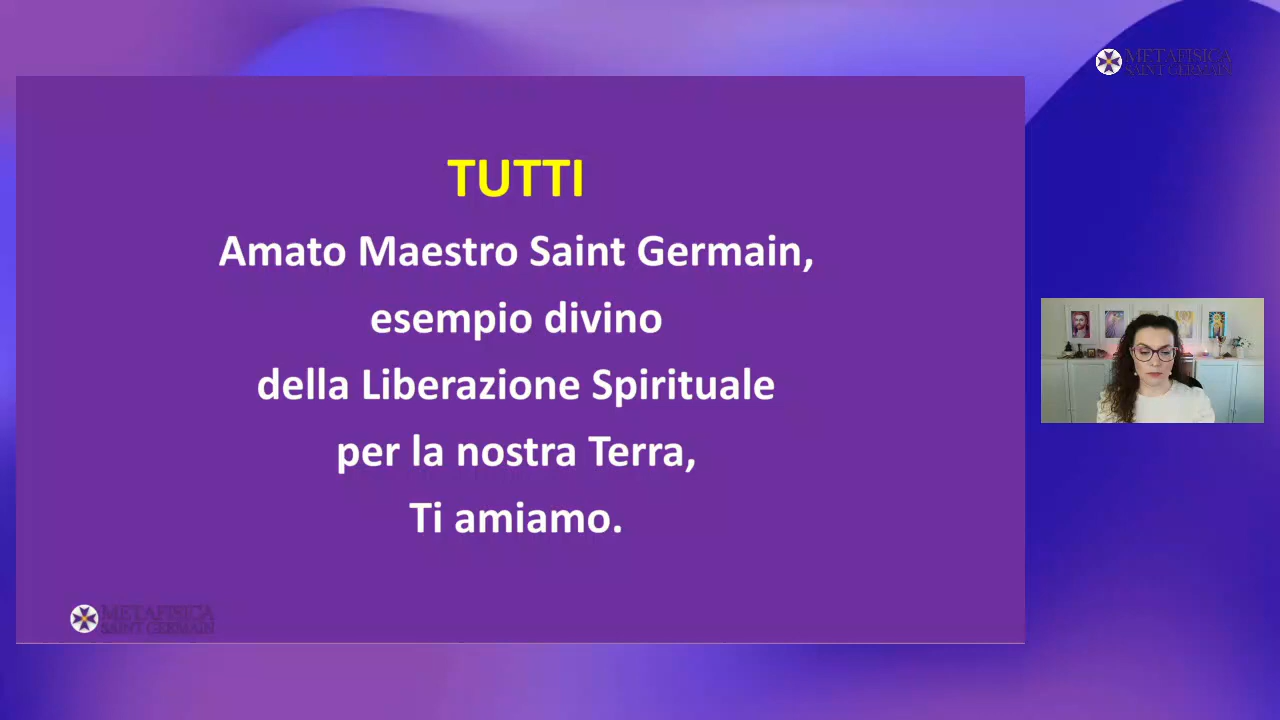 METAFISICA
SAINT GERMAIN
TUTTI
Amato Maestro Saint Germain,
esempio divino
della Liberazione Spirituale
per la nostra Terra,
Ti amiamo.
METAFISICA
SAINT GERMAIN